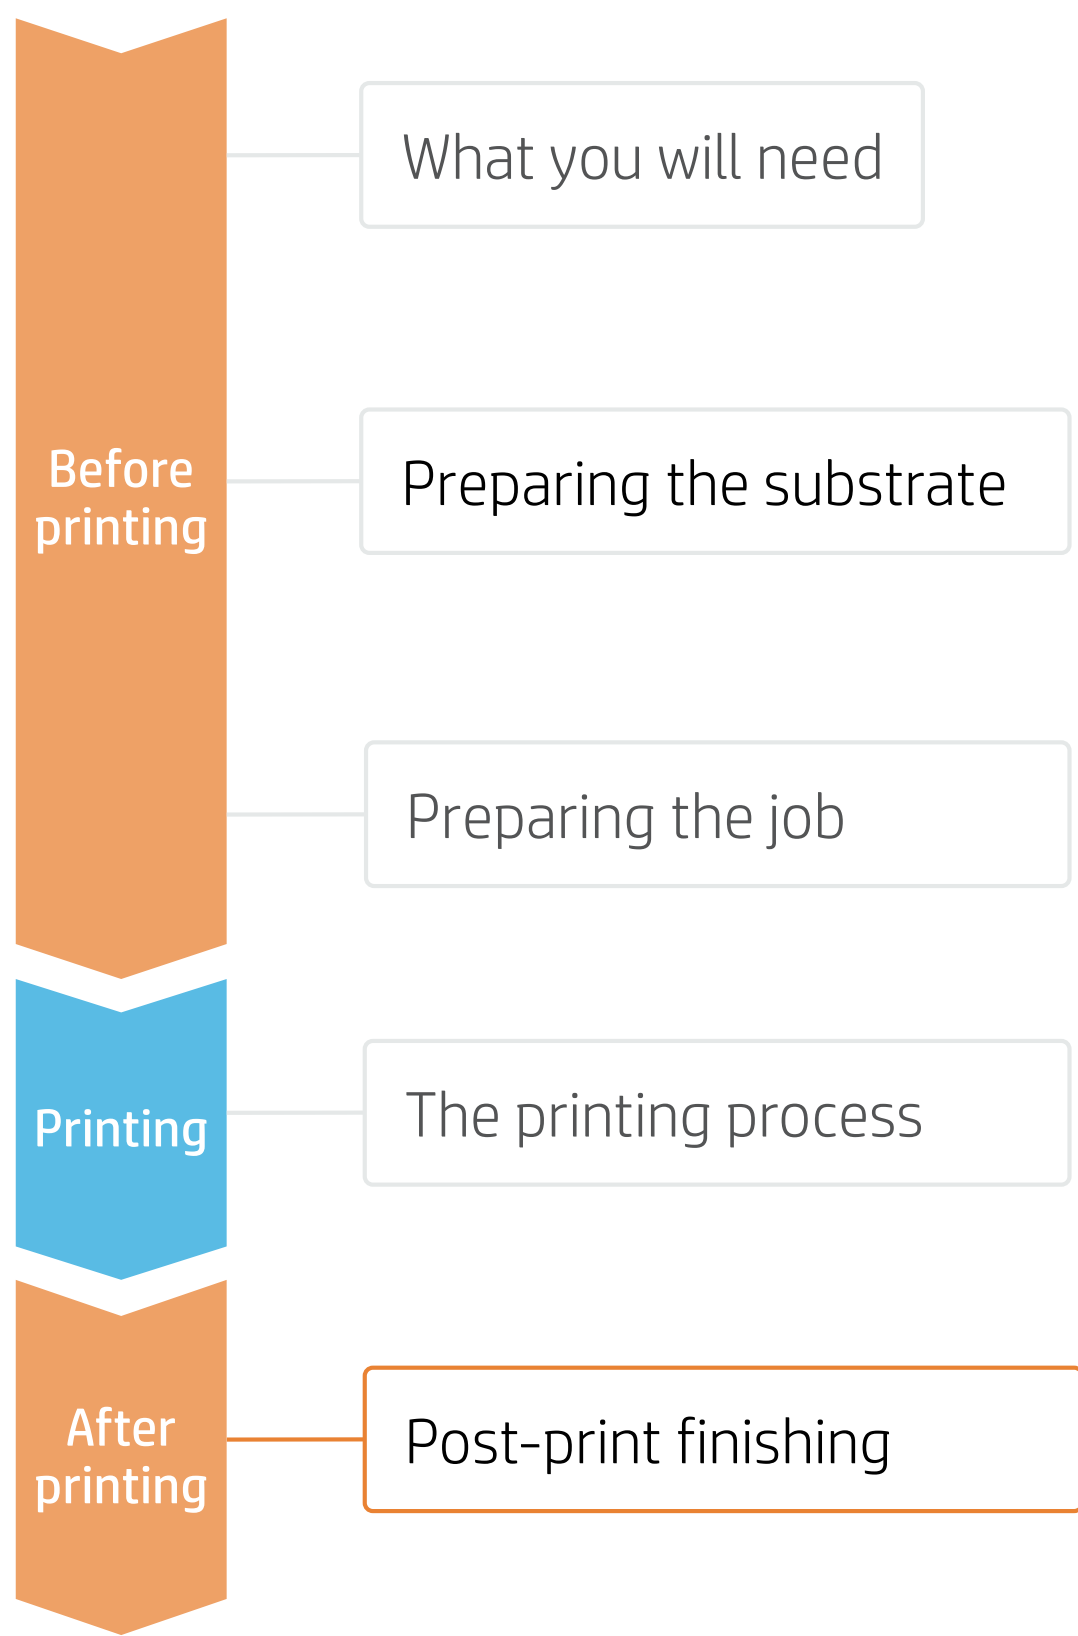 What you will need
Before
printing
Preparing the substrate
Preparing the job
Printing
The printing process
After
printing
Post-print finishing